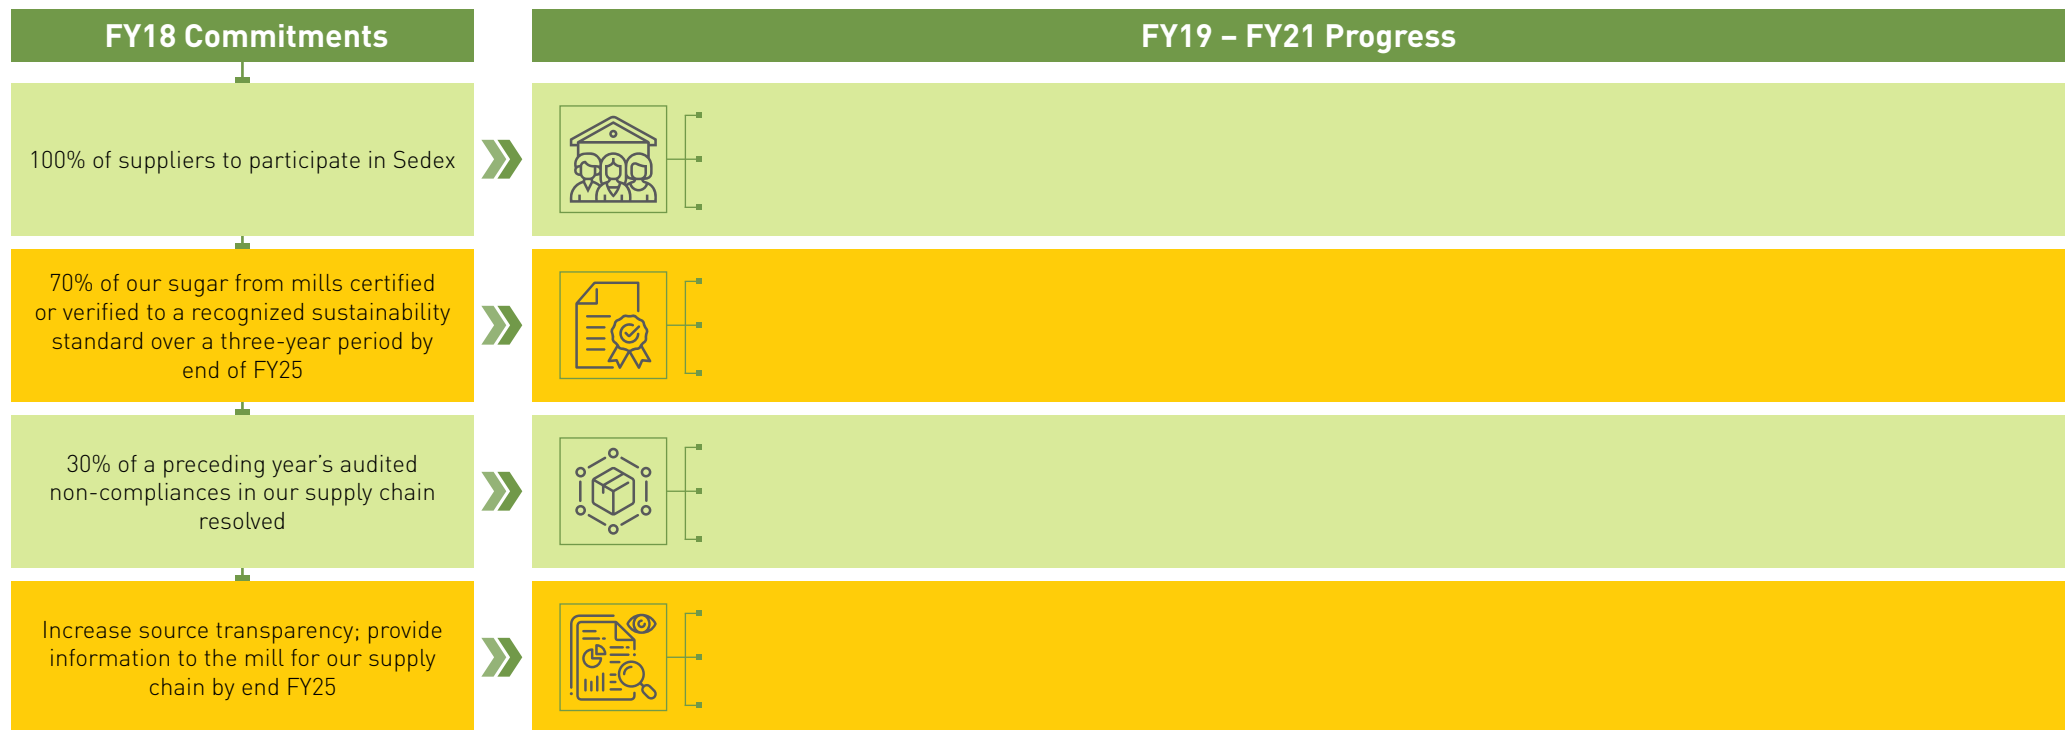 FY18 Commitments
FY19 – FY21 Progress
100% of suppliers to participate in Sedex
70% of our sugar from mills certified
or verified to a recognized sustainability
standard over a three-year period by
end of FY25
30% of a preceding year’s audited
non-compliances in our supply chain
resolved
Increase source transparency; provide
information to the mill for our supply
chain by end FY25